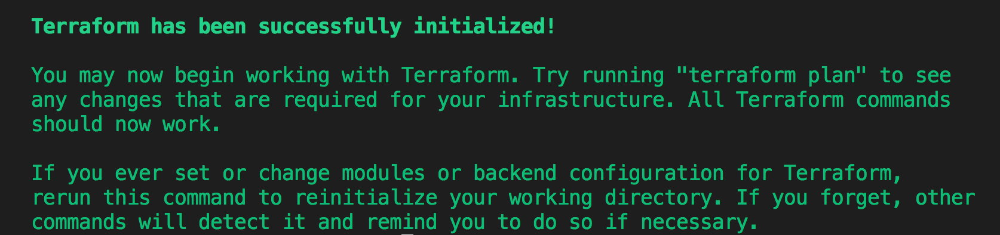 Terraform has been successfully initialized!
You may now begin working with Terraform. Try running "terraform plan" to see
any changes that are required for your infrastructure. All Terraform commands
should now work.
If you ever set or change modules or backend configuration for Terraform,
rerun this command to reinitialize your working directory. If you forget, other
commands will detect it and remind you to do so if necessary.